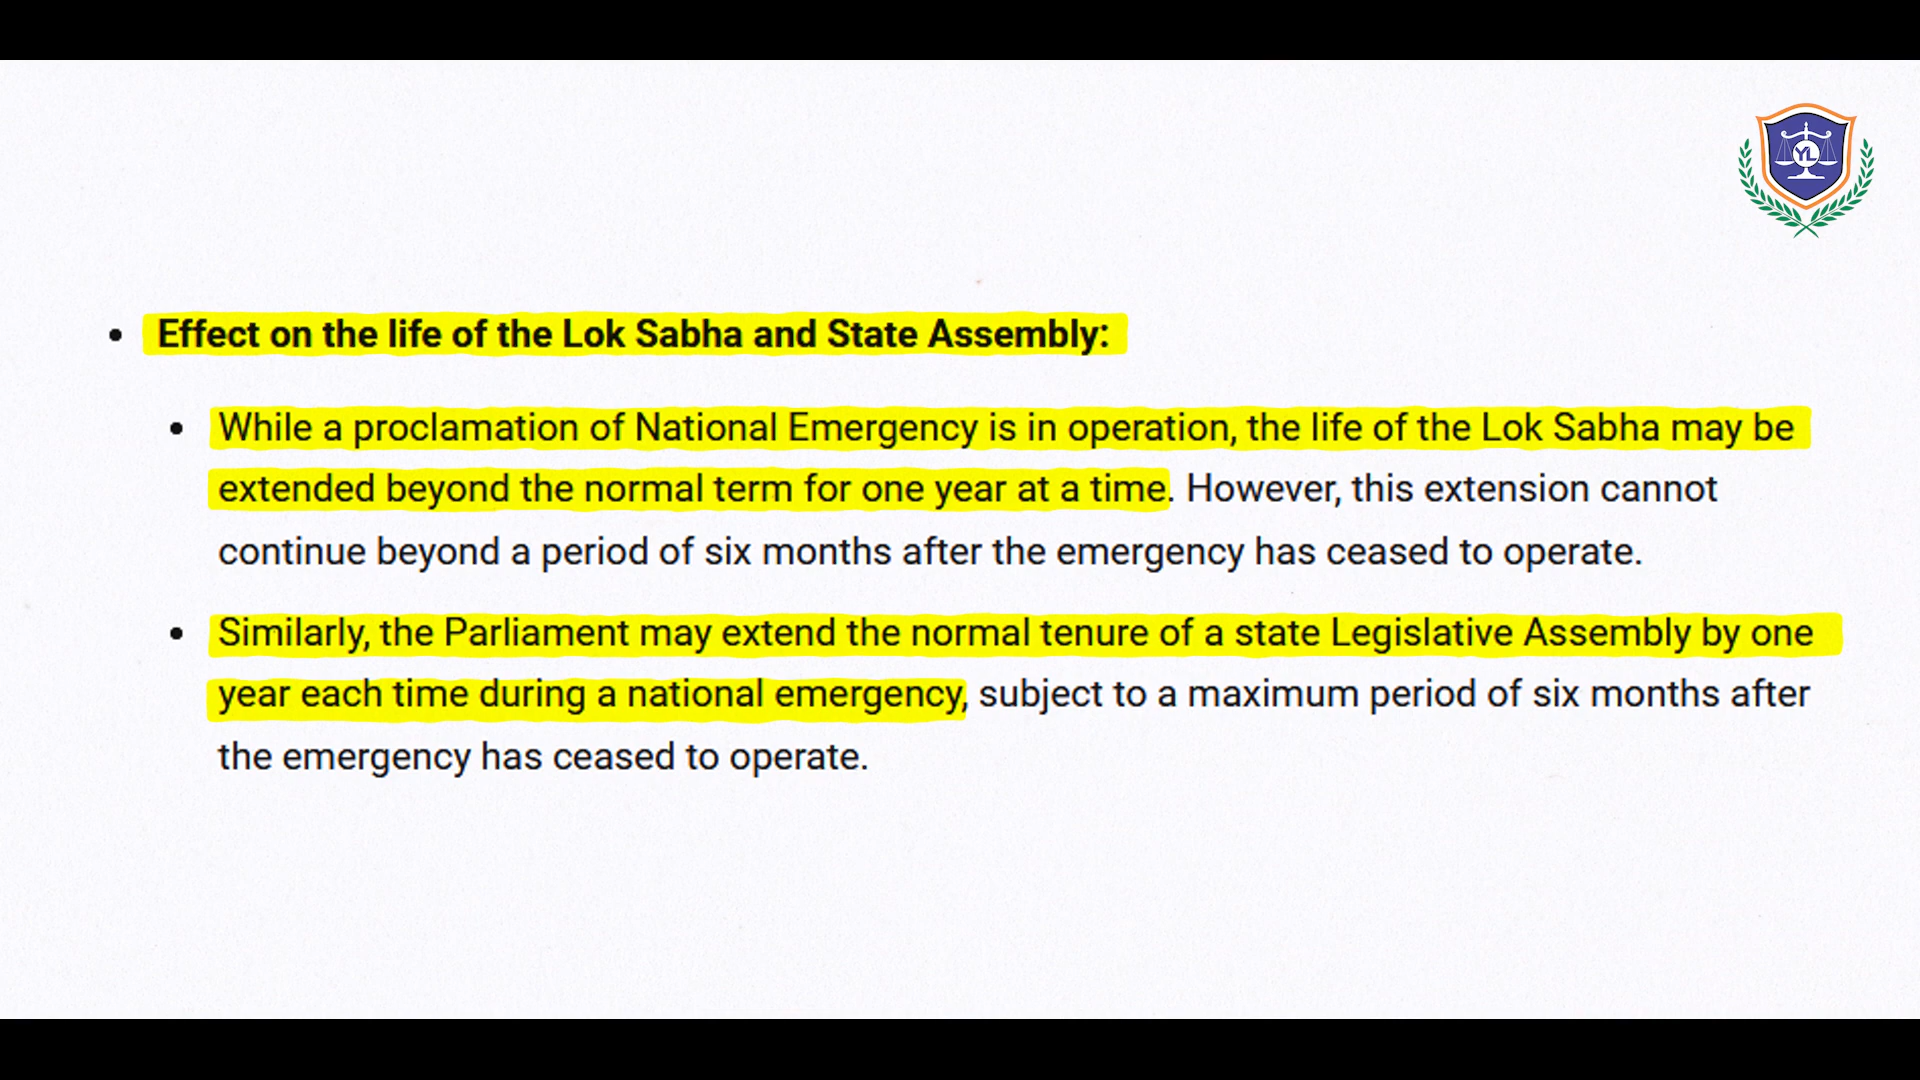 YL
• Effect on the life of the Lok Sabha and State Assembly:
• While a proclamation of National Emergency is in operation, the life of the Lok Sabha may be
extended beyond the normal term for one year at a time. However, this extension cannot
continue beyond a period of six months after the emergency has ceased to operate.
• Similarly, the Parliament may extend the normal tenure of a state Legislative Assembly by one
year each time during a national emergency, subject to a maximum period of six months after
the emergency has ceased to operate.